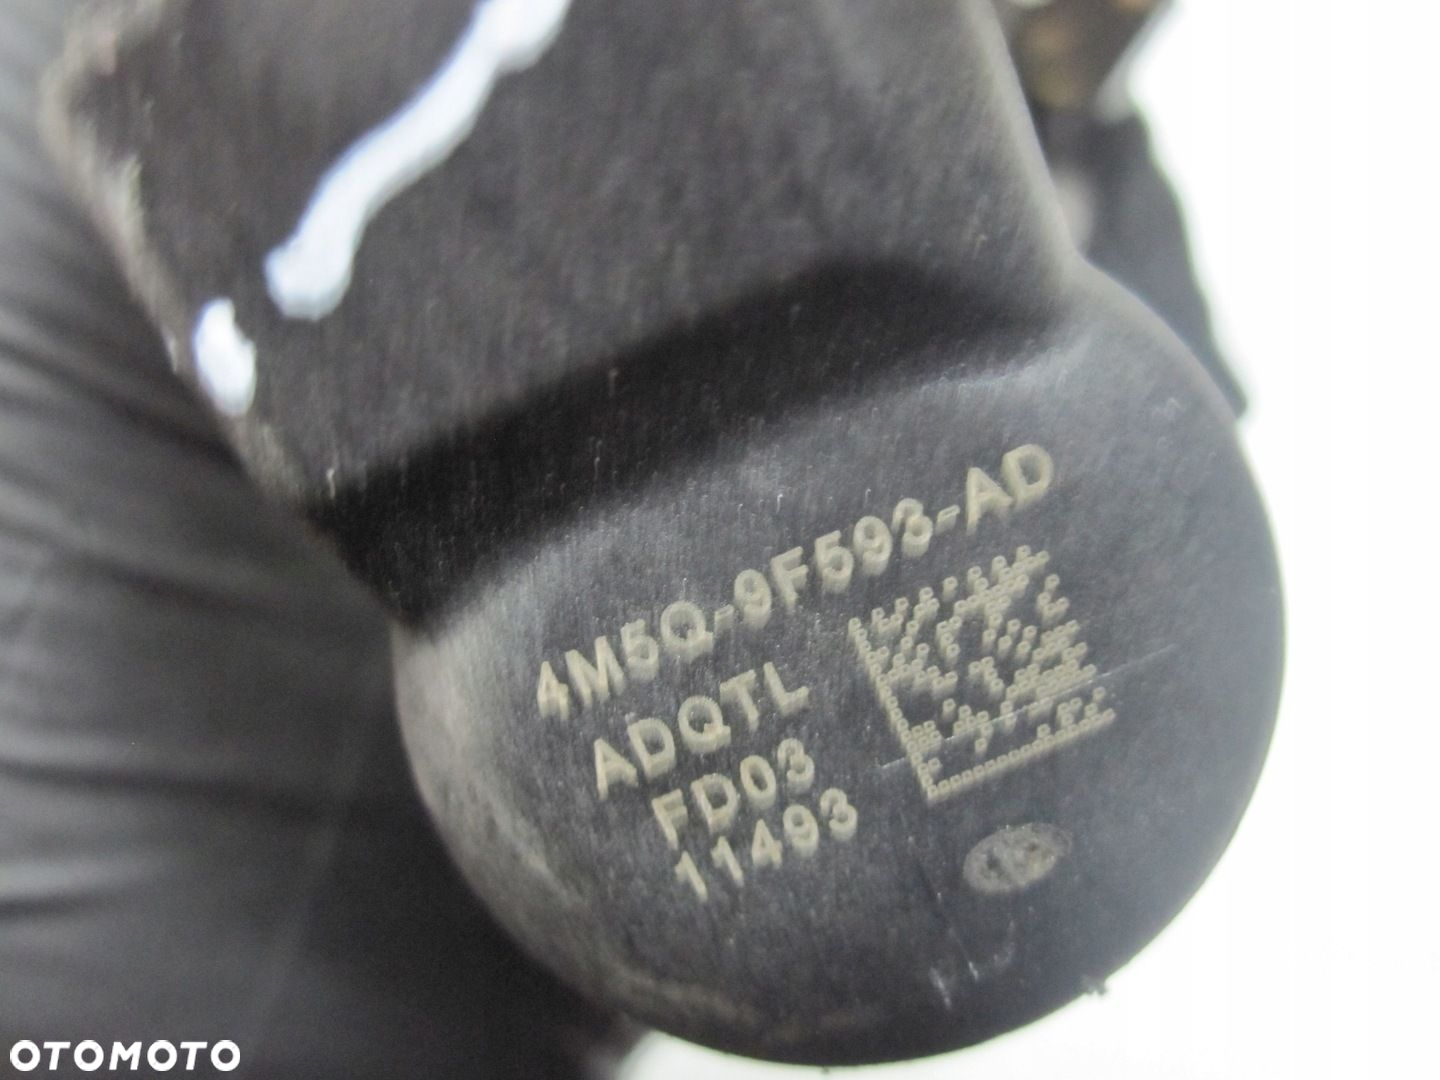 4M5Q-9F593-AD
ADQTL
FD03
11493
OTOMOTO